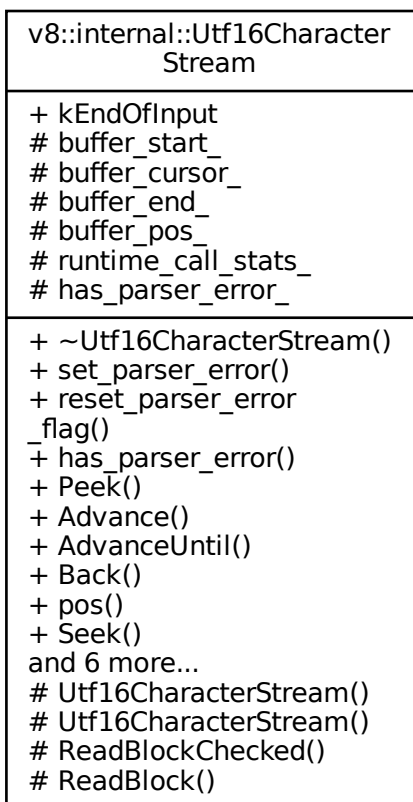 v8::internal::Utf16Character
Stream
+ kEndOfInput
# buffer_start_
# buffer_cursor_
# buffer_end_
# buffer_pos_
# runtime_call_stats_
# has_parser_error_
+ ~Utf16CharacterStream()
+ set_parser_error()
+ reset_parser_error
_flag()
+ has_parser_error()
+ Peek()
+ Advance()
+ AdvanceUntil()
+ Back()
+ pos()
+ Seek()
and 6 more...
# Utf16CharacterStream()
# Utf16CharacterStream()
# ReadBlockChecked()
# ReadBlock()